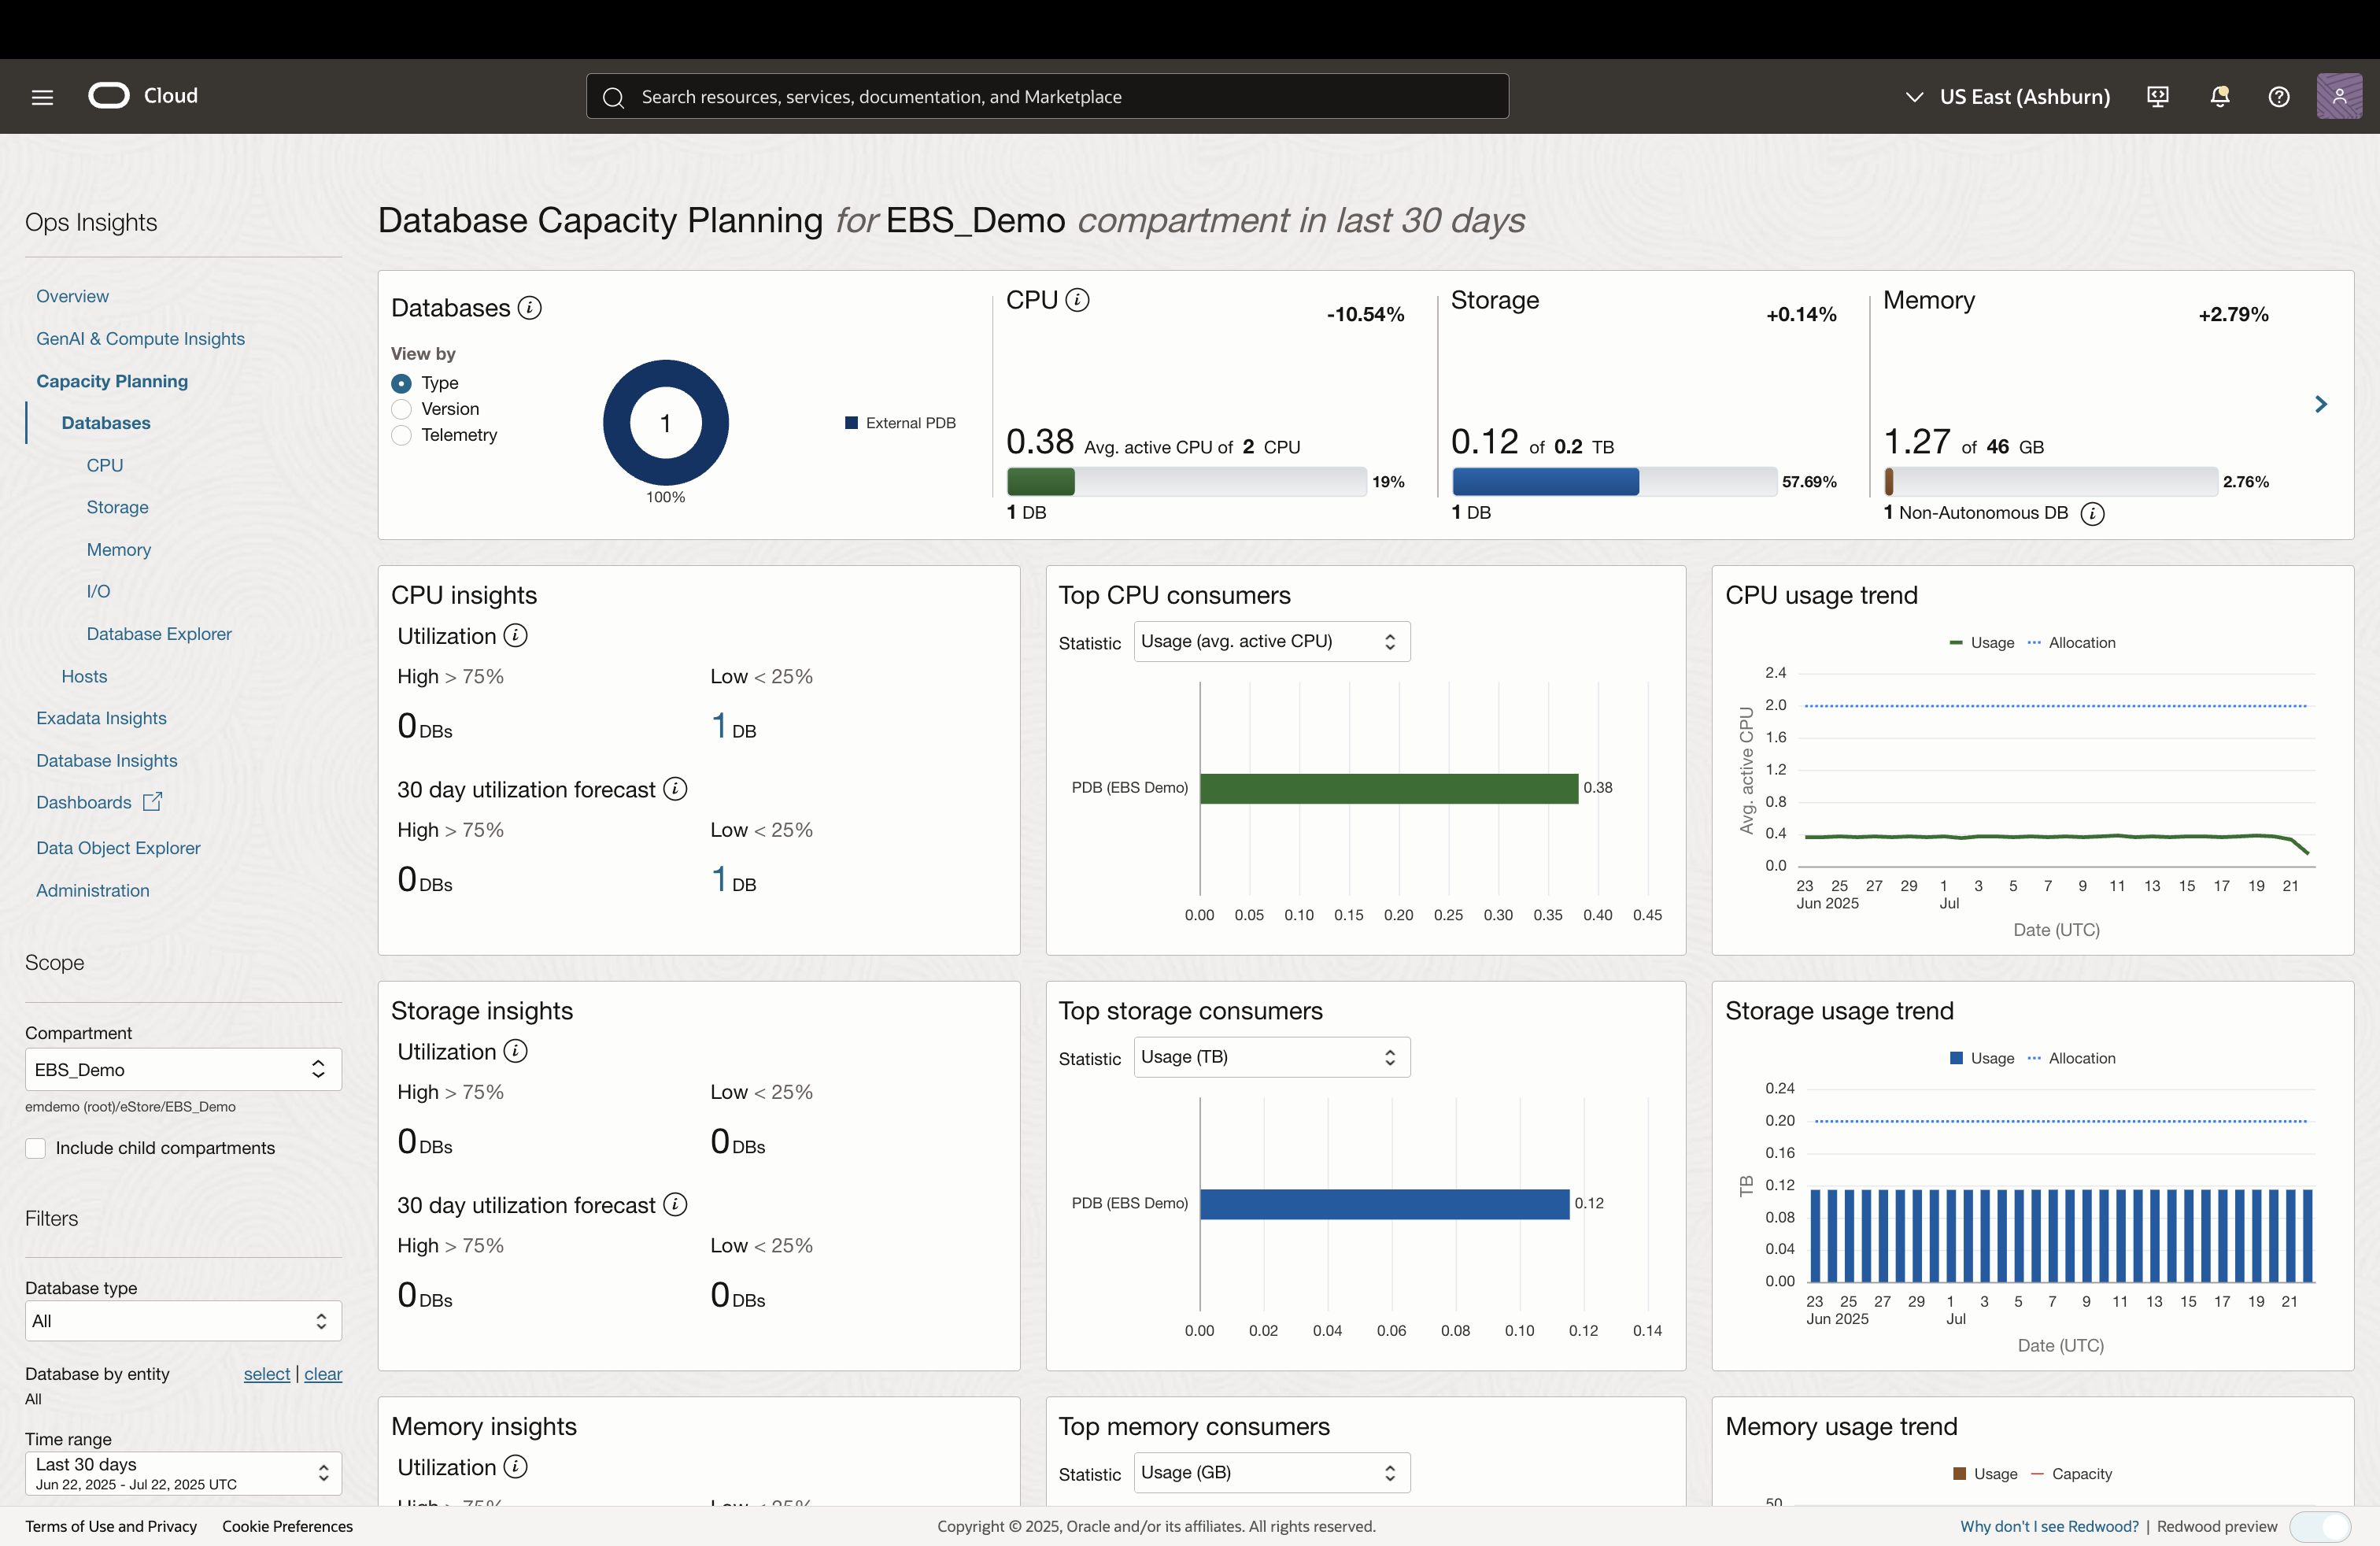 Cloud
Search resources, services, documentation, and Marketplace
US East (Ashburn)
Ops Insights
Overview
GenAI & Compute Insights
Capacity Planning
Databases
CPU
Storage
Memory
I/O
Database Explorer
Hosts
Exadata Insights
Database Insights
Dashboards
Data Object Explorer
Administration
Scope
Compartment
EBS_Demo
emdemo (root)/eStore/EBS_Demo
Include child compartments
Filters
Database type
All
Database by entity select | clear
All
Time range
Last 30 days
Jun 22, 2025 - Jul 22, 2025 UTC
Database Capacity Planning for EBS_Demo compartment in last 30 days
Databases
View by
Type
Version
Telemetry
1
100%
External PDB
CPU -10.54%
0.38 Avg. active CPU of 2 CPU
19%
1 DB
Storage +0.14%
0.12 of 0.2 TB
57.69%
1 DB
Memory +2.79%
1.27 of 46 GB
2.76%
1 Non-Autonomous DB
CPU insights
Utilization
High > 75% Low < 25%
0 DBs 1 DB
30 day utilization forecast
High > 75% Low < 25%
0 DBs 1 DB
Top CPU consumers
Statistic Usage (avg. active CPU)
PDB (EBS Demo) 0.38
0.00 0.05 0.10 0.15 0.20 0.25 0.30 0.35 0.40 0.45
CPU usage trend
Usage Allocation
Avg. active CPU
2.4
2.0
1.6
1.2
0.8
0.4
0.0
23 25 27 29 1 3 5 7 9 11 13 15 17 19 21
Jun 2025 Jul
Date (UTC)
Storage insights
Utilization
High > 75% Low < 25%
0 DBs 0 DBs
30 day utilization forecast
High > 75% Low < 25%
0 DBs 0 DBs
Top storage consumers
Statistic Usage (TB)
PDB (EBS Demo) 0.12
0.00 0.02 0.04 0.06 0.08 0.10 0.12 0.14
Storage usage trend
Usage Allocation
TB
0.24
0.20
0.16
0.12
0.08
0.04
0.00
23 25 27 29 1 3 5 7 9 11 13 15 17 19 21
Jun 2025 Jul
Date (UTC)
Memory insights
Utilization
High > 75% Low < 25%
Top memory consumers
Statistic Usage (GB)
Memory usage trend
Usage Capacity
50
Terms of Use and Privacy Cookie Preferences
Copyright © 2025, Oracle and/or its affiliates. All rights reserved.
Why don't I see Redwood? | Redwood preview